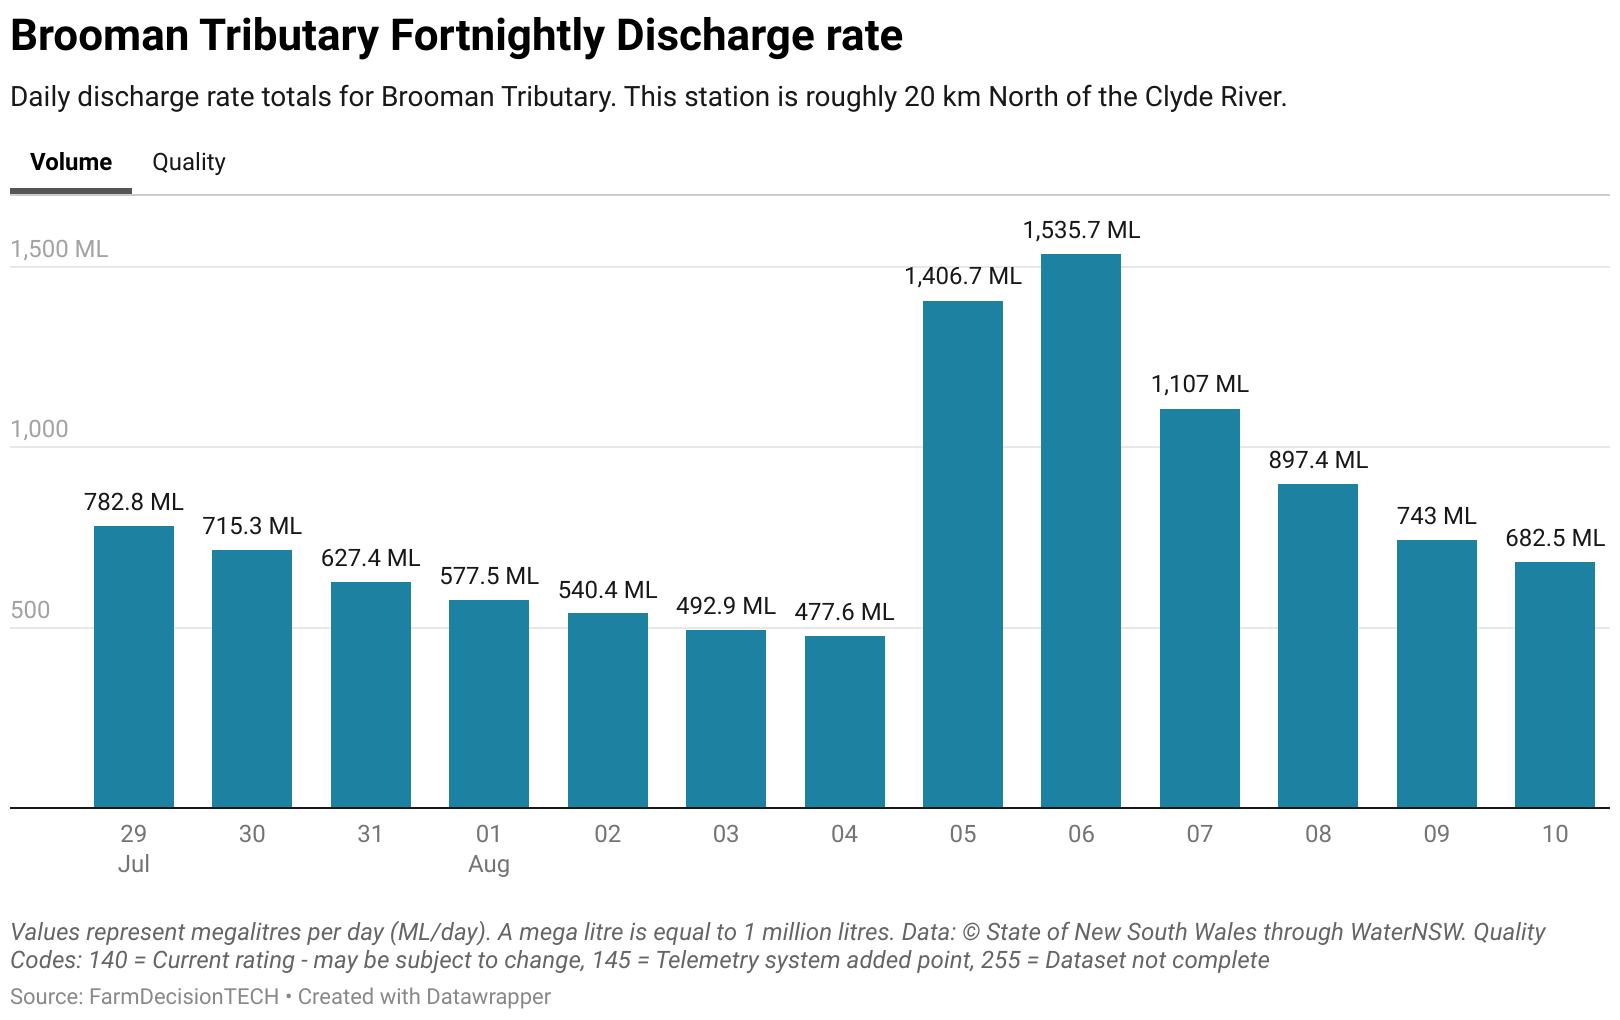 Brooman Tributary Fortnightly Discharge rate
Daily discharge rate totals for Brooman Tributary. This station is roughly 20 km North of the Clyde River.
Volume Quality
1,500 ML
1,000
500
782.8 ML
715.3 ML
627.4 ML
577.5 ML
540.4 ML
492.9 ML
477.6 ML
1,406.7 ML
1,535.7 ML
1,107 ML
897.4 ML
743 ML
682.5 ML
29 30 31 01 02 03 04 05 06 07 08 09 10
Jul Aug
Values represent megalitres per day (ML/day). A mega litre is equal to 1 million litres. Data: © State of New South Wales through WaterNSW. Quality
Codes: 140 = Current rating - may be subject to change, 145 = Telemetry system added point, 255 = Dataset not complete
Source: FarmDecisionTECH • Created with Datawrapper